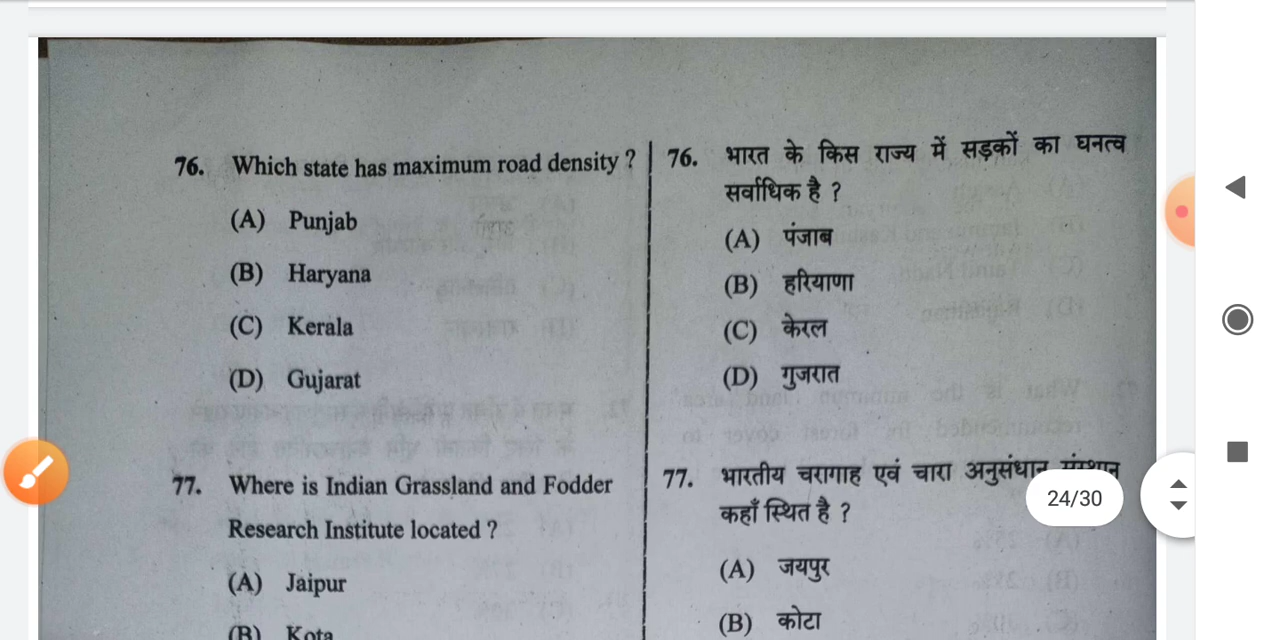 76. Which state has maximum road density ?
(A) Punjab
(B) Haryana
(C) Kerala
(D) Gujarat
77. Where is Indian Grassland and Fodder
Research Institute located ?
(A) Jaipur
(B) Kota
76. भारत के किस राज्य में सड़कों का घनत्व
सर्वाधिक है ?
(A) पंजाब
(B) हरियाणा
(C) केरल
(D) गुजरात
77. भारतीय चरागाह एवं चारा अनुसंधान संस्थान
कहाँ स्थित है ?
(A) जयपुर
(B) कोटा
24/30